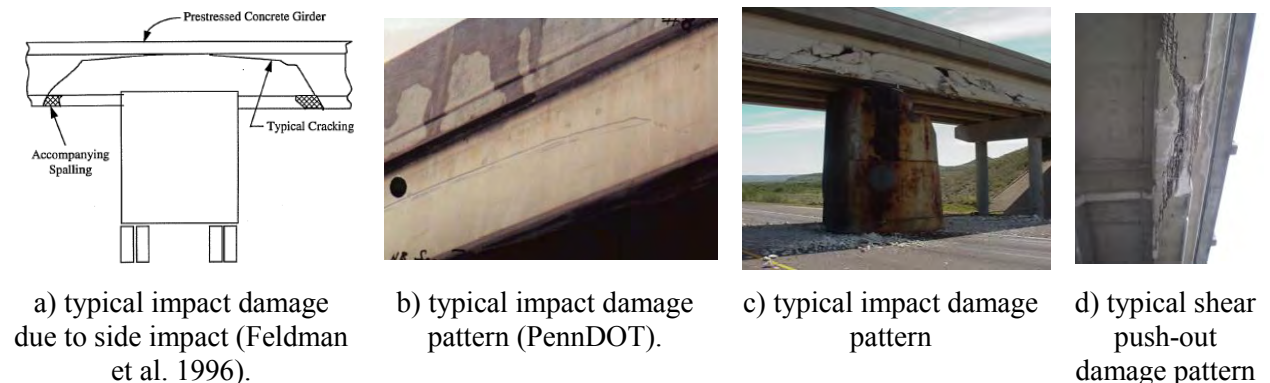 Prestressed Concrete Girder
Typical Cracking
Accompanying
Spalling
a) typical impact damage
due to side impact (Feldman
et al. 1996).
b) typical impact damage
pattern (PennDOT).
c) typical impact damage
pattern
d) typical shear
push-out
damage pattern